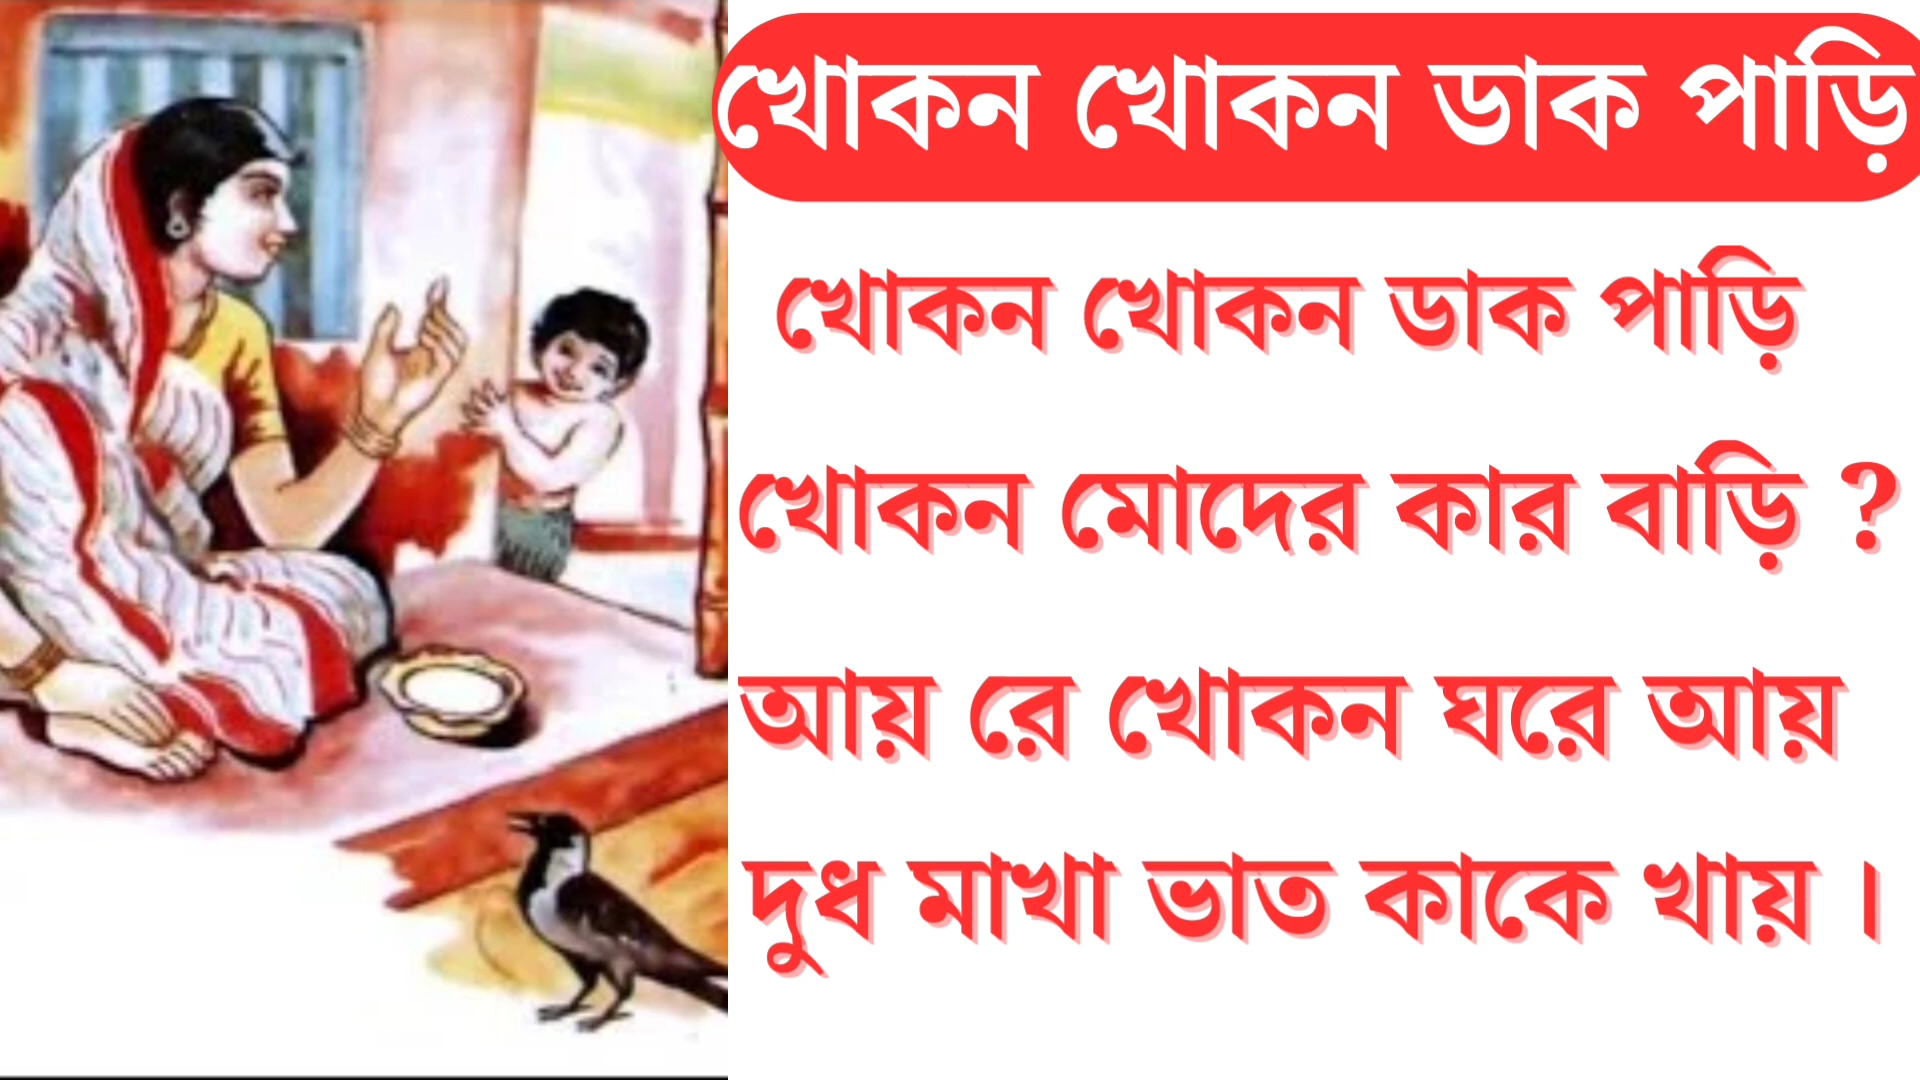 খোকন খোকন ডাক পাড়ি
খোকন খোকন ডাক পাড়ি
খোকন মোদের কার বাড়ি ?
আয় রে খোকন ঘরে আয়
দুধ মাখা ভাত কাকে খায় ।